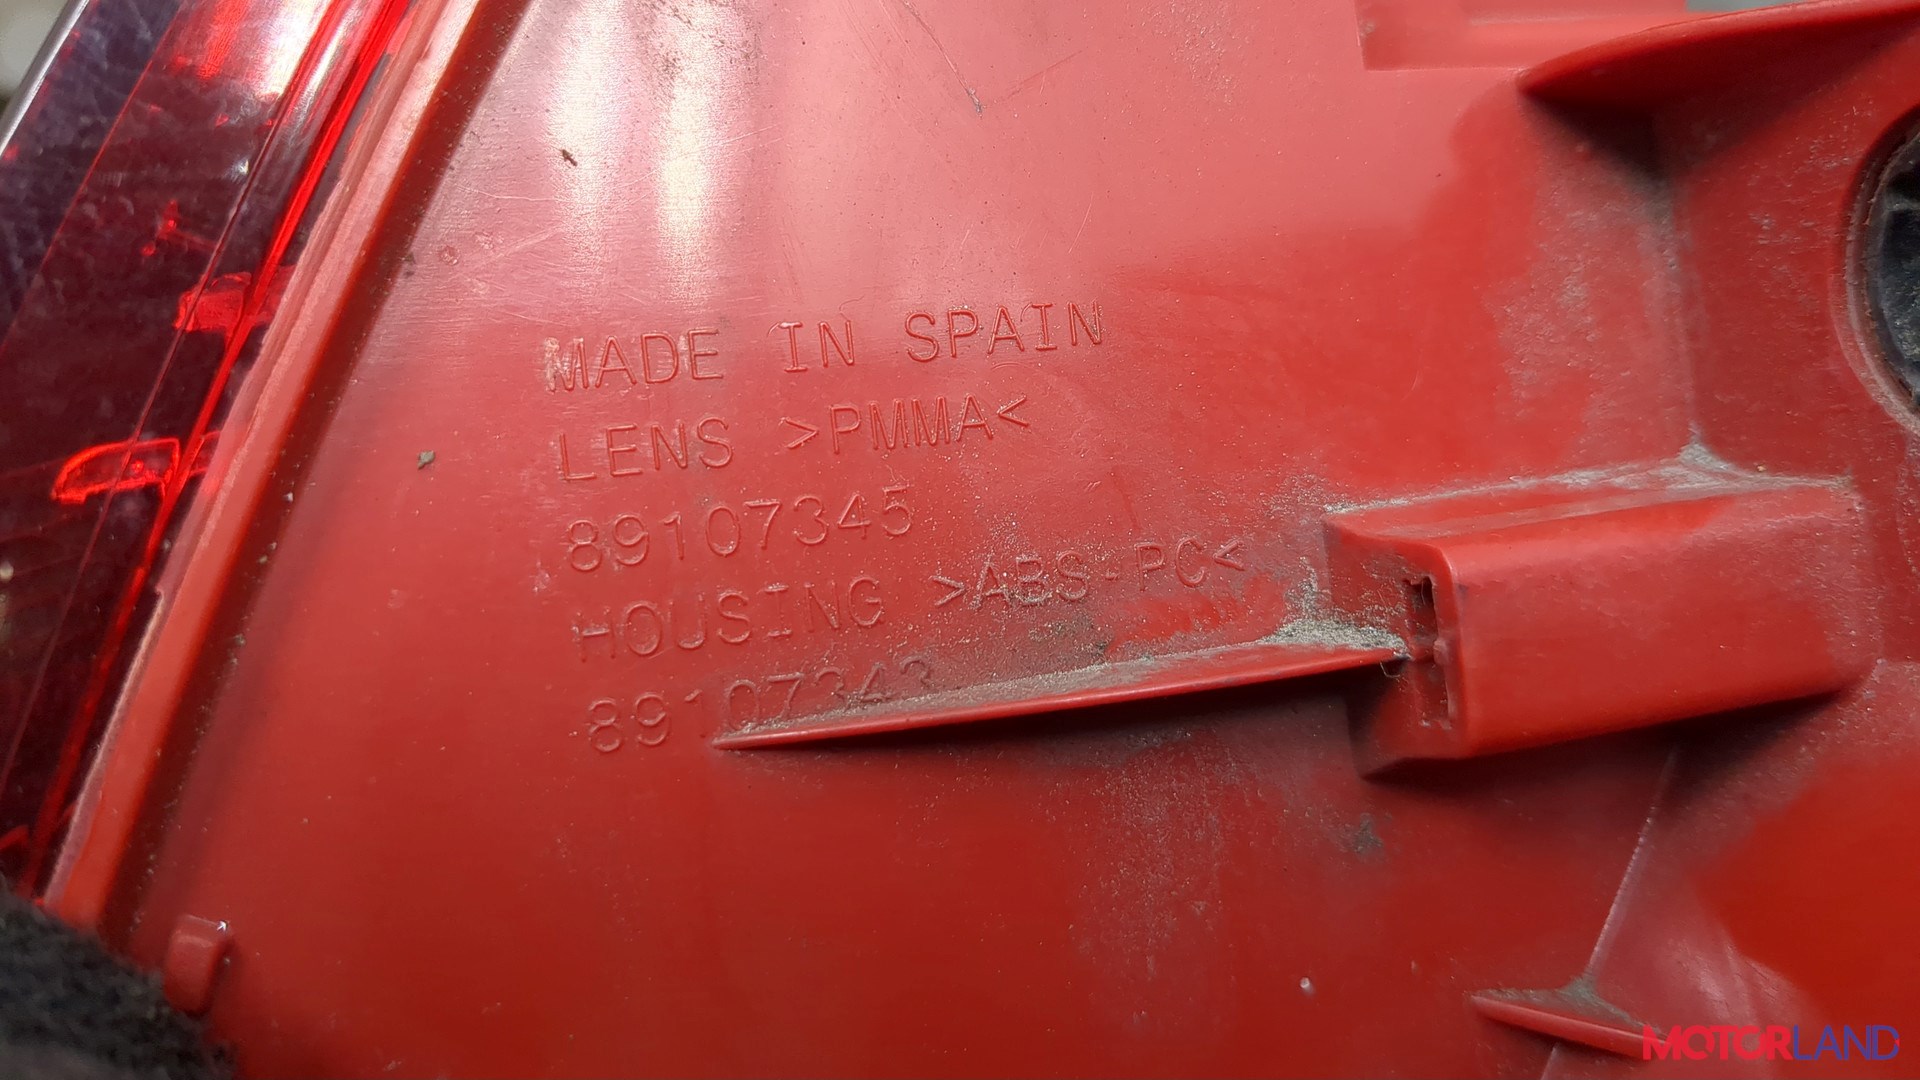 MADE IN SPAIN
LENS >PMMA<
89107345
HOUSING >ABS-PC<
89107343
MOTORLAND